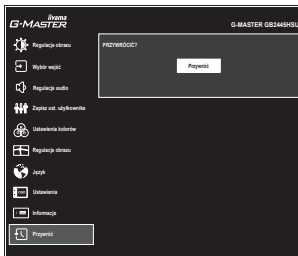 iiyama
G-MASTER
G-MASTER GB2445HSU
Regulacje obrazu
PRZYWRÓCIĆ?
Przywróć
Wybór wejść
Regulacje audio
Zapisz ust. użytkownika
Ustawienia kolorów
Regulacje obrazu
Język
OSD
Ustawienia
Informacje
Przywróć